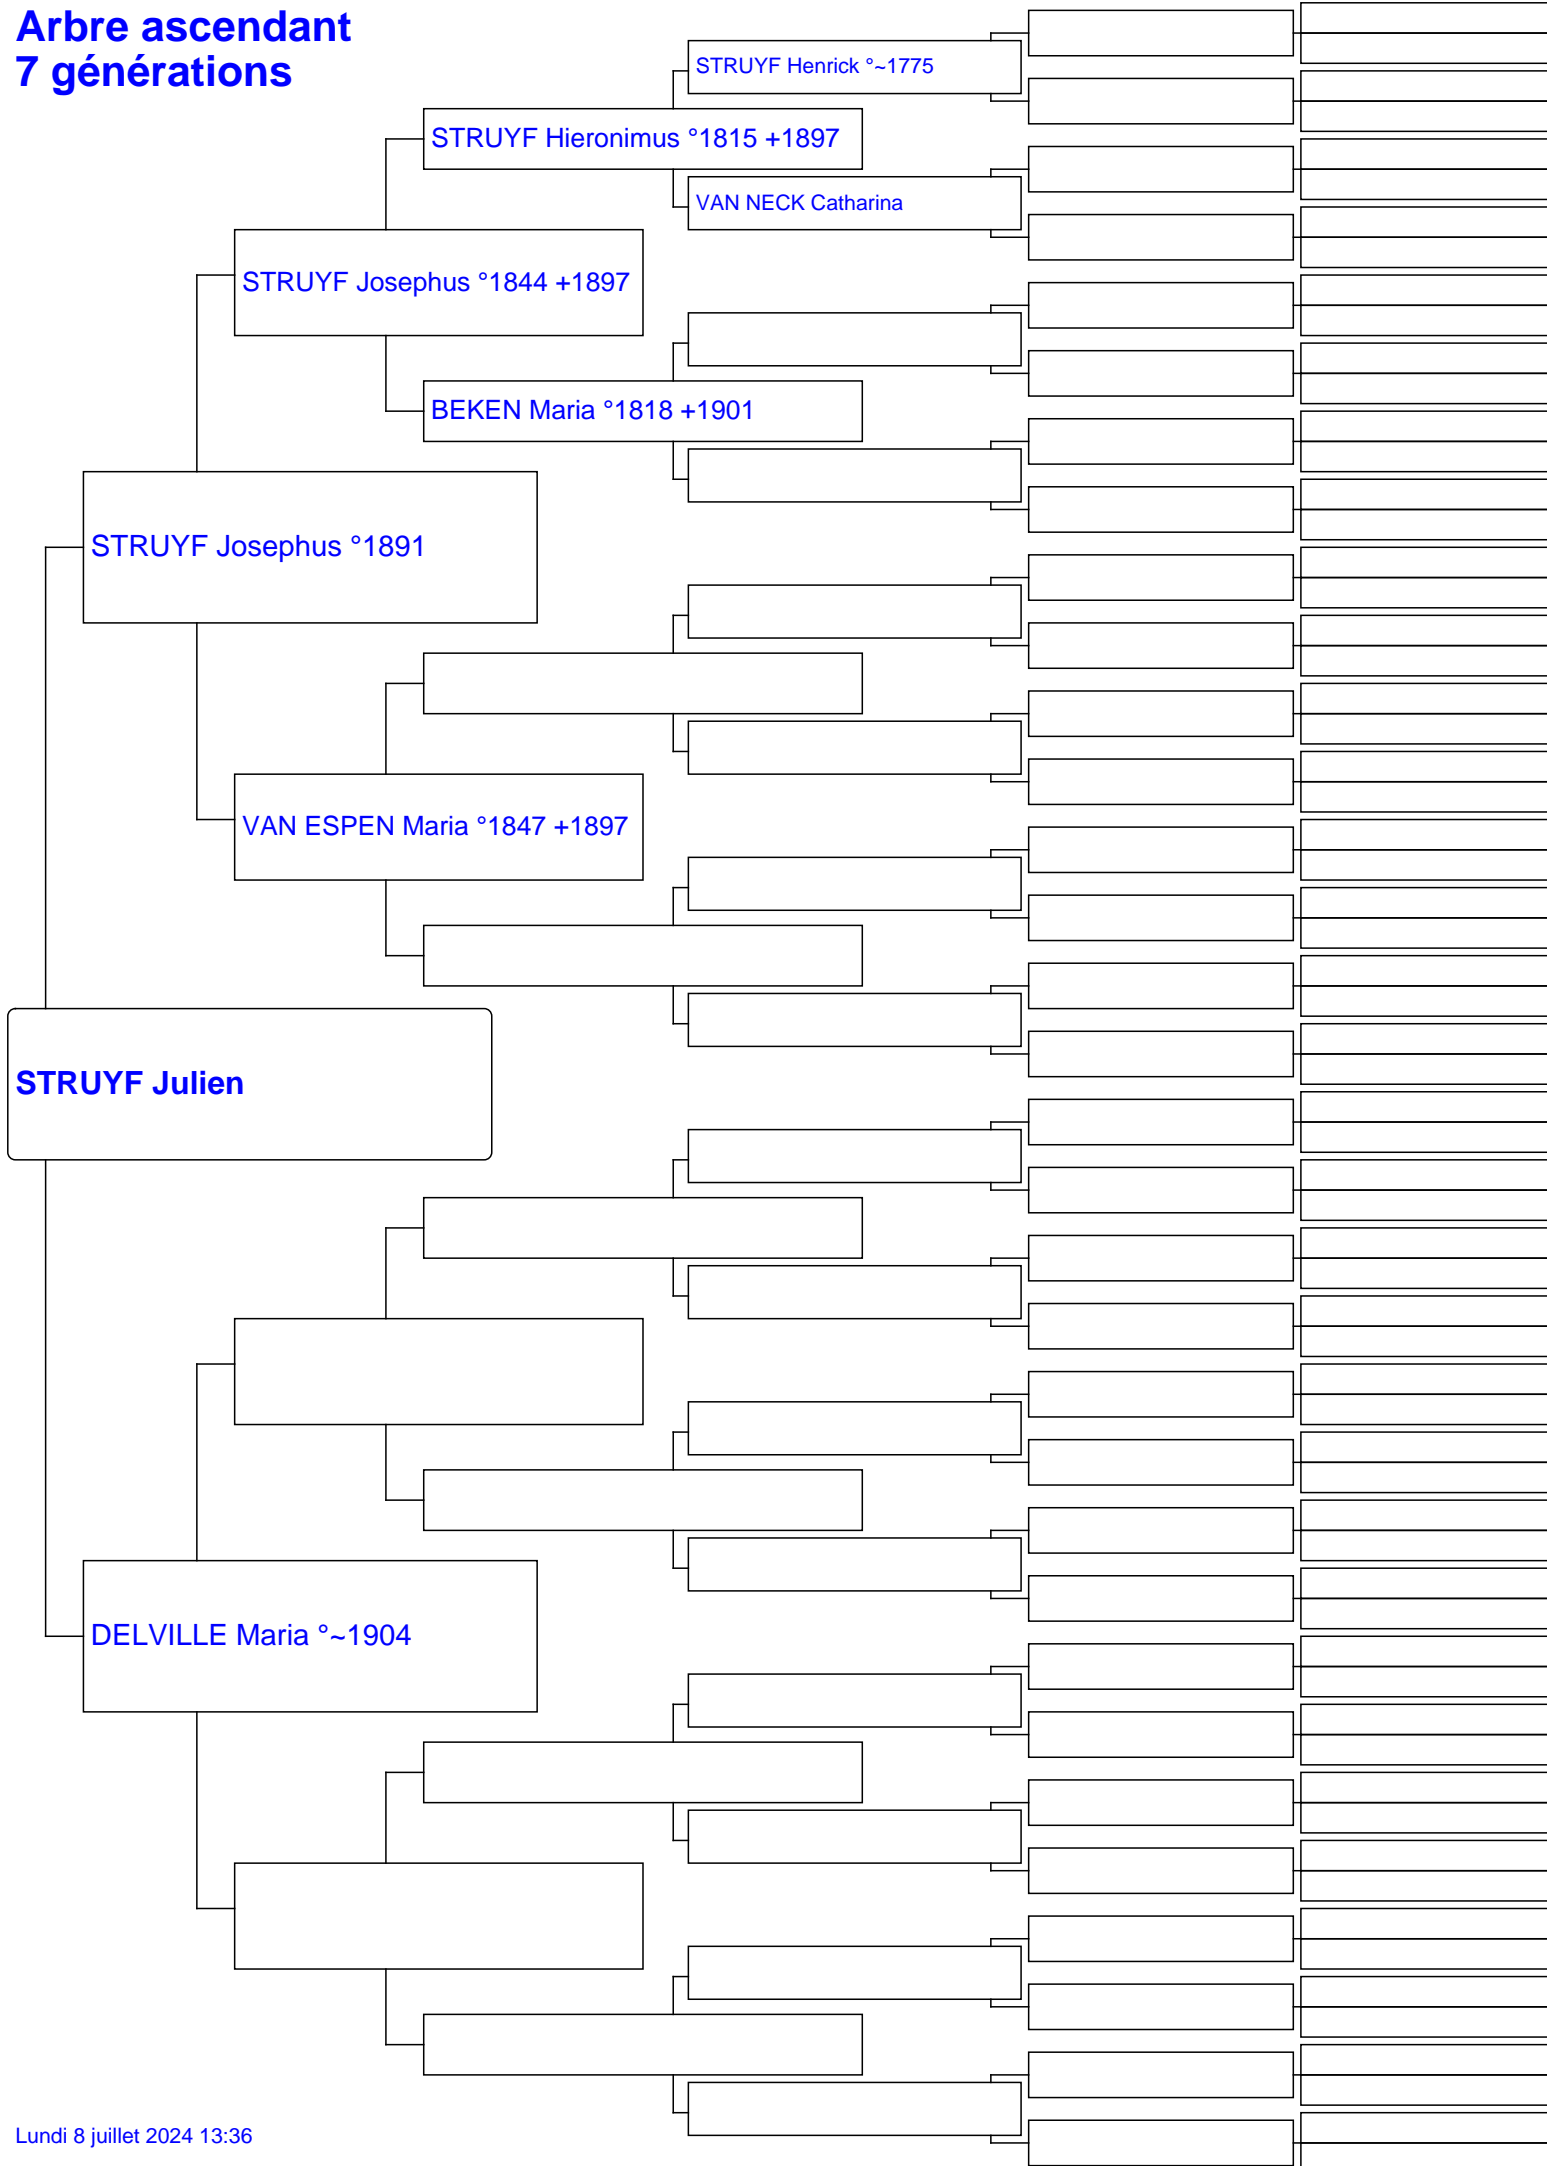 Arbre ascendant
7 générations
STRUYF Henrick °~1775
STRUYF Hieronimus °1815 +1897
VAN NECK Catharina
STRUYF Josephus °1844 +1897
BEKEN Maria °1818 +1901
STRUYF Josephus °1891
VAN ESPEN Maria °1847 +1897
STRUYF Julien
DELVILLE Maria °~1904
Lundi 8 juillet 2024 13:36